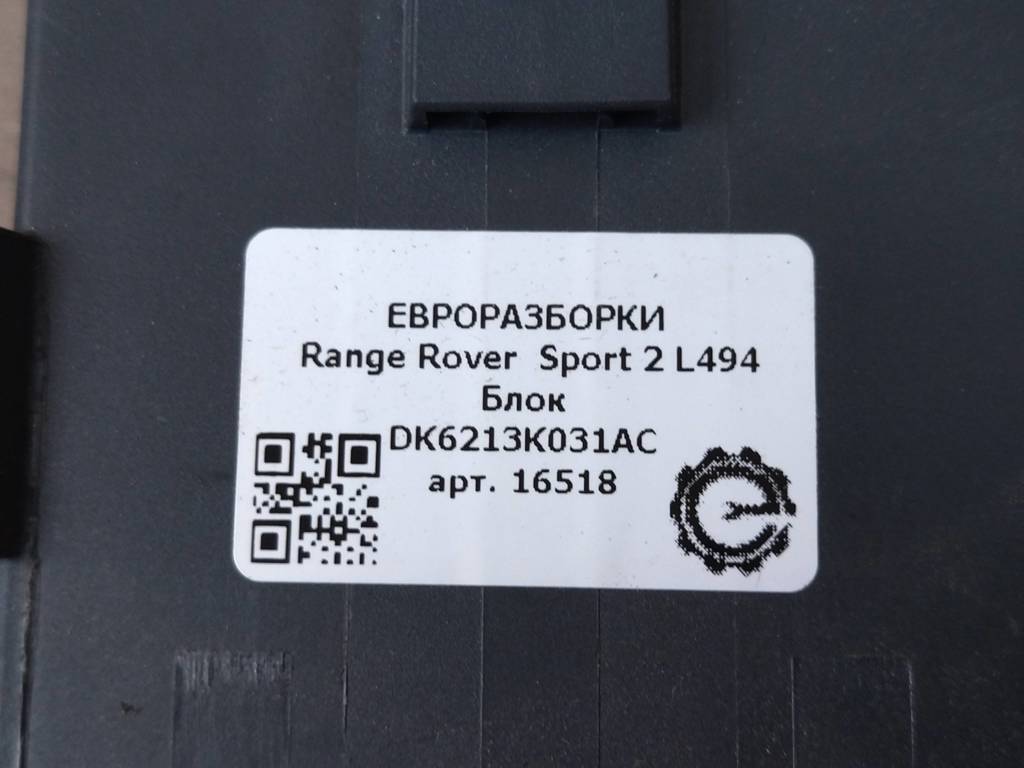 ЕВРОРАЗБОРКИ
Range Rover Sport 2 L494
Блок
DK6213K031AC
арт. 16518